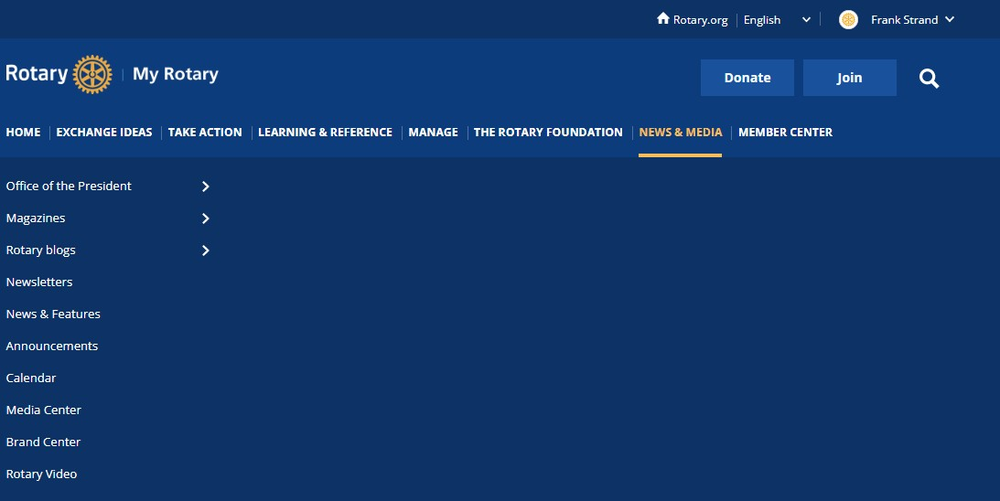 Rotary.org English Frank Strand
Rotary My Rotary
Donate Join
HOME EXCHANGE IDEAS TAKE ACTION LEARNING & REFERENCE MANAGE THE ROTARY FOUNDATION NEWS & MEDIA MEMBER CENTER
Office of the President
Magazines
Rotary blogs
Newsletters
News & Features
Announcements
Calendar
Media Center
Brand Center
Rotary Video